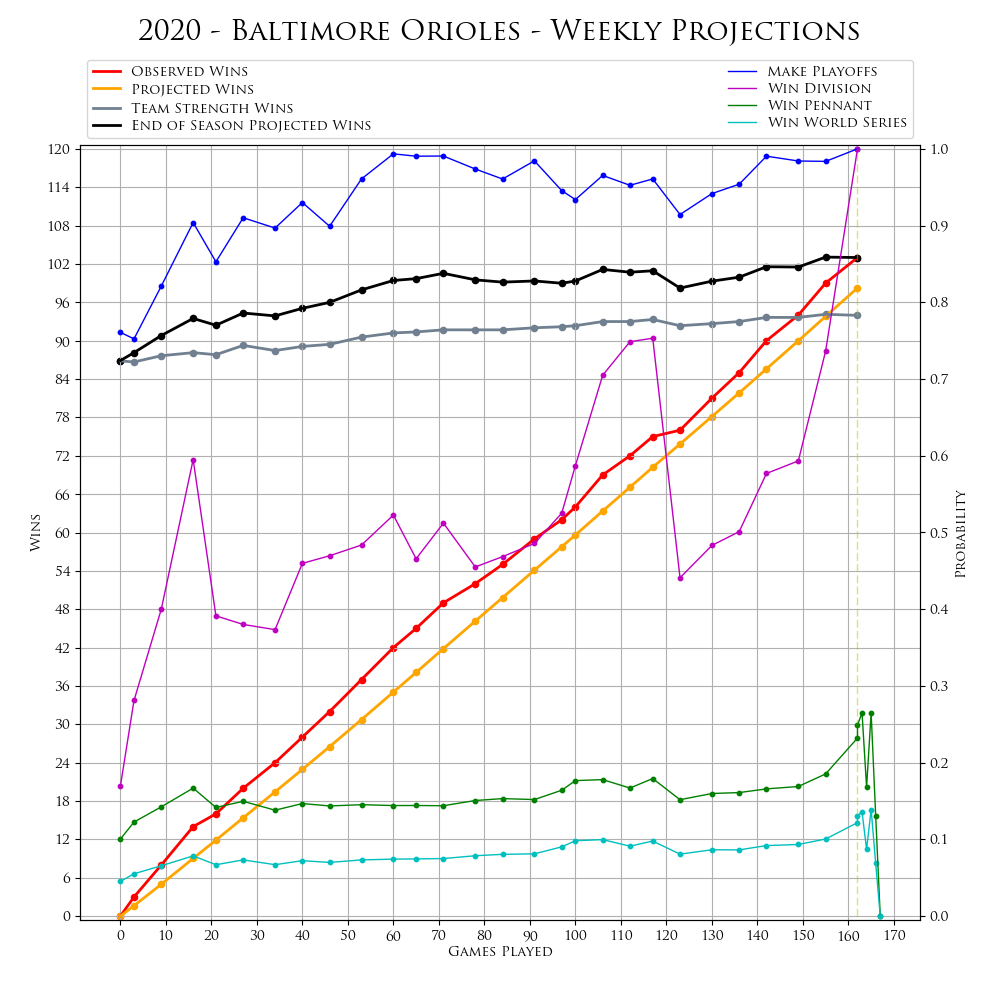 2020 - Baltimore Orioles - Weekly Projections
Observed Wins
Projected Wins
Team Strength Wins
End of Season Projected Wins
Make Playoffs
Win Division
Win Pennant
Win World Series
120
114
108
102
96
90
84
78
72
66
60
54
48
42
36
30
24
18
12
6
0
Wins
1.0
0.9
0.8
0.7
0.6
0.5
0.4
0.3
0.2
0.1
0.0
Probability
0 10 20 30 40 50 60 70 80 90 100 110 120 130 140 150 160 170
Games Played